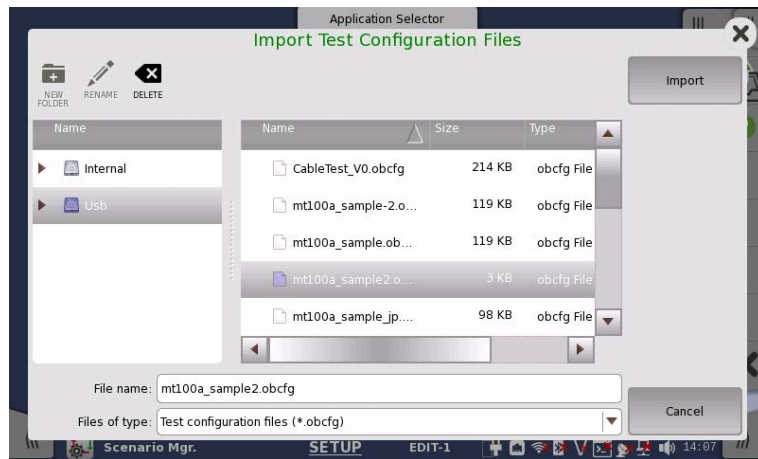 Application Selector
Import Test Configuration Files
NEW FOLDER
RENAME
DELETE
Import
Name
Name Size Type
Internal
Usb
CableTest_V0.obcfg 214 KB obcfg File
mt100a_sample-2.o... 119 KB obcfg File
mt100a_sample.ob... 119 KB obcfg File
mt100a_sample2.o... 3 KB obcfg File
mt100a_sample_jp.... 98 KB obcfg File
File name: mt100a_sample2.obcfg
Files of type: Test configuration files (*.obcfg)
Cancel
Scenario Mgr. SETUP EDIT-1 14:07